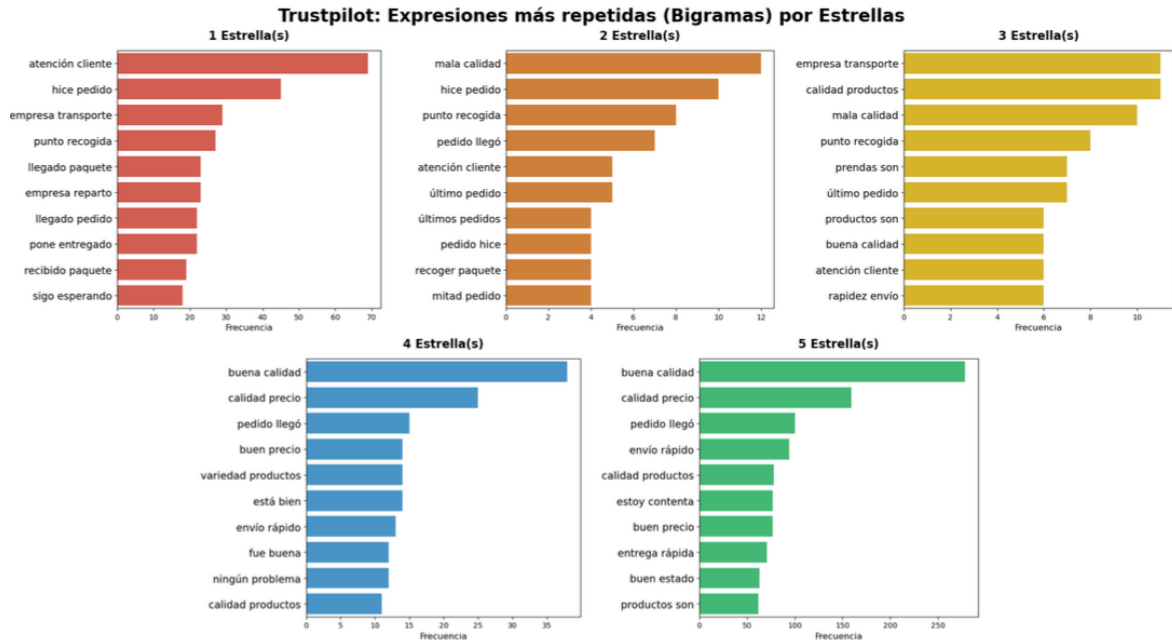 Trustpilot: Expresiones más repetidas (Bigramas) por Estrellas
1 Estrella(s)
atención cliente
hice pedido
empresa transporte
punto recogida
llegado paquete
empresa reparto
llegado pedido
pone entregado
recibido paquete
sigo esperando
0 10 20 30 40 50 60 70
Frecuencia
2 Estrella(s)
mala calidad
hice pedido
punto recogida
pedido llegó
atención cliente
último pedido
últimos pedidos
pedido hice
recoger paquete
mitad pedido
0 2 4 6 8 10 12
Frecuencia
3 Estrella(s)
empresa transporte
calidad productos
mala calidad
punto recogida
prendas son
último pedido
productos son
buena calidad
atención cliente
rapidez envío
0 2 4 6 8 10
Frecuencia
4 Estrella(s)
buena calidad
calidad precio
pedido llegó
buen precio
variedad productos
está bien
envío rápido
fue buena
ningún problema
calidad productos
0 5 10 15 20 25 30 35
Frecuencia
5 Estrella(s)
buena calidad
calidad precio
pedido llegó
envío rápido
calidad productos
estoy contenta
buen precio
entrega rápida
buen estado
productos son
0 50 100 150 200 250
Frecuencia